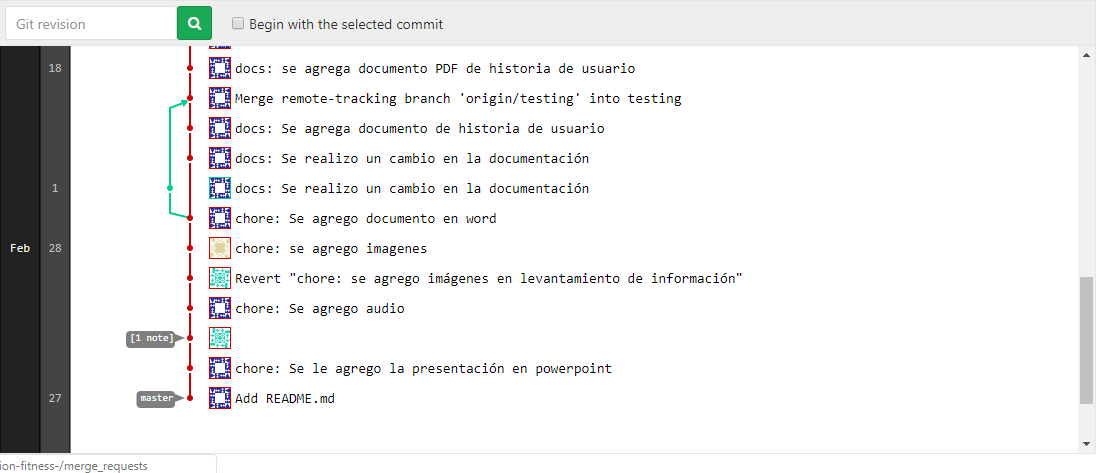 Git revision
Begin with the selected commit
18 docs: se agrega documento PDF de historia de usuario
Merge remote-tracking branch 'origin/testing' into testing
docs: Se agrega documento de historia de usuario
docs: Se realizo un cambio en la documentación
1 docs: Se realizo un cambio en la documentación
chore: Se agrego documento en word
Feb 28 chore: se agrego imagenes
Revert "chore: se agrego imágenes en levantamiento de información"
chore: Se agrego audio
[1 note]
chore: Se le agrego la presentación en powerpoint
27 master Add README.md
ion-fitness-/merge_requests